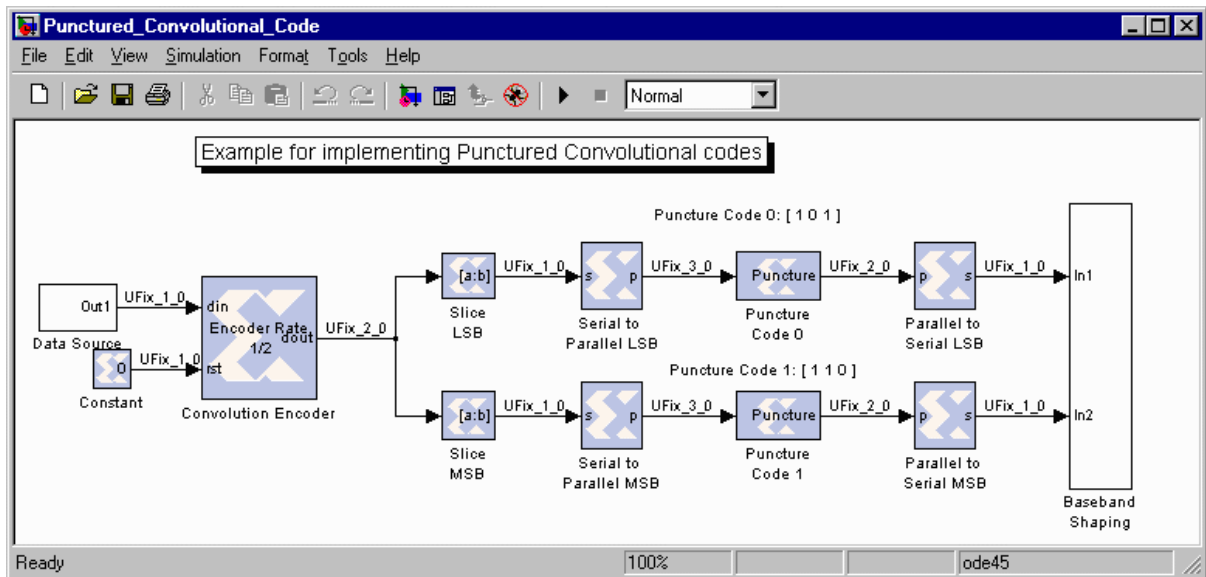 Punctured_Convolutional_Code
File Edit View Simulation Format Tools Help
Normal
Example for implementing Punctured Convolutional codes
Puncture Code 0: [ 1 0 1 ]
Out1
UFix_1_0
Data Source
0
UFix_1_0
Constant
din
rst
Encoder Rate
1/2
dout
Convolution Encoder
UFix_2_0
[a:b]
Slice
LSB
UFix_1_0
s
p
Serial to
Parallel LSB
UFix_3_0
Puncture
Puncture
Code 0
UFix_2_0
p
s
Parallel to
Serial LSB
UFix_1_0
In1
Puncture Code 1: [ 1 1 0 ]
[a:b]
Slice
MSB
UFix_1_0
s
p
Serial to
Parallel MSB
UFix_3_0
Puncture
Puncture
Code 1
UFix_2_0
p
s
Parallel to
Serial MSB
UFix_1_0
In2
Baseband
Shaping
Ready
100%
ode45